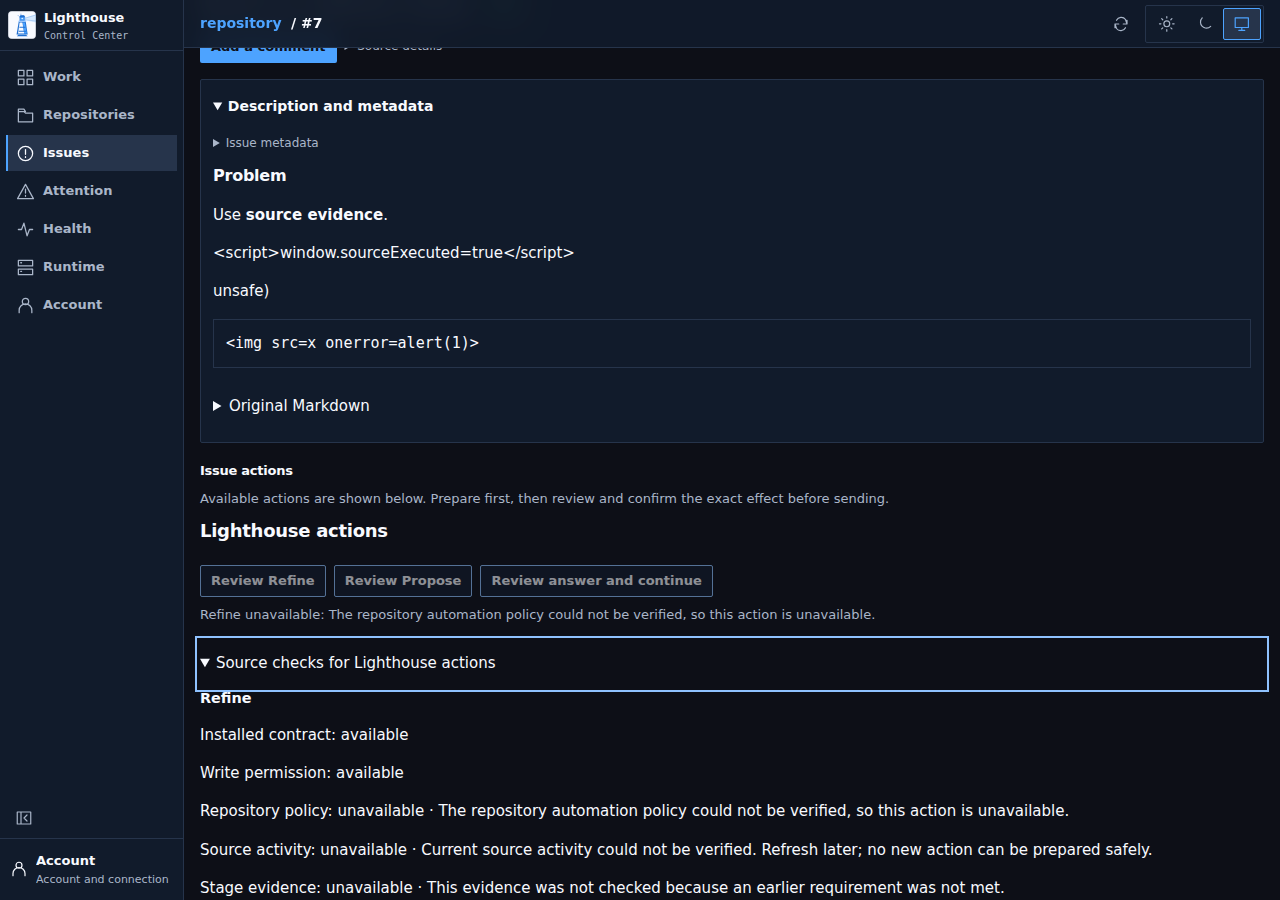 Lighthouse
Control Center
repository / #7
Work
Repositories
Issues
Attention
Health
Runtime
Account
Account
Account and connection
Add a comment
Source details
Description and metadata
Issue metadata
Problem
Use source evidence.
<script>window.sourceExecuted=true</script>
unsafe)
<img src=x onerror=alert(1)>
Original Markdown
Issue actions
Available actions are shown below. Prepare first, then review and confirm the exact effect before sending.
Lighthouse actions
Review Refine
Review Propose
Review answer and continue
Refine unavailable: The repository automation policy could not be verified, so this action is unavailable.
Source checks for Lighthouse actions
Refine
Installed contract: available
Write permission: available
Repository policy: unavailable · The repository automation policy could not be verified, so this action is unavailable.
Source activity: unavailable · Current source activity could not be verified. Refresh later; no new action can be prepared safely.
Stage evidence: unavailable · This evidence was not checked because an earlier requirement was not met.